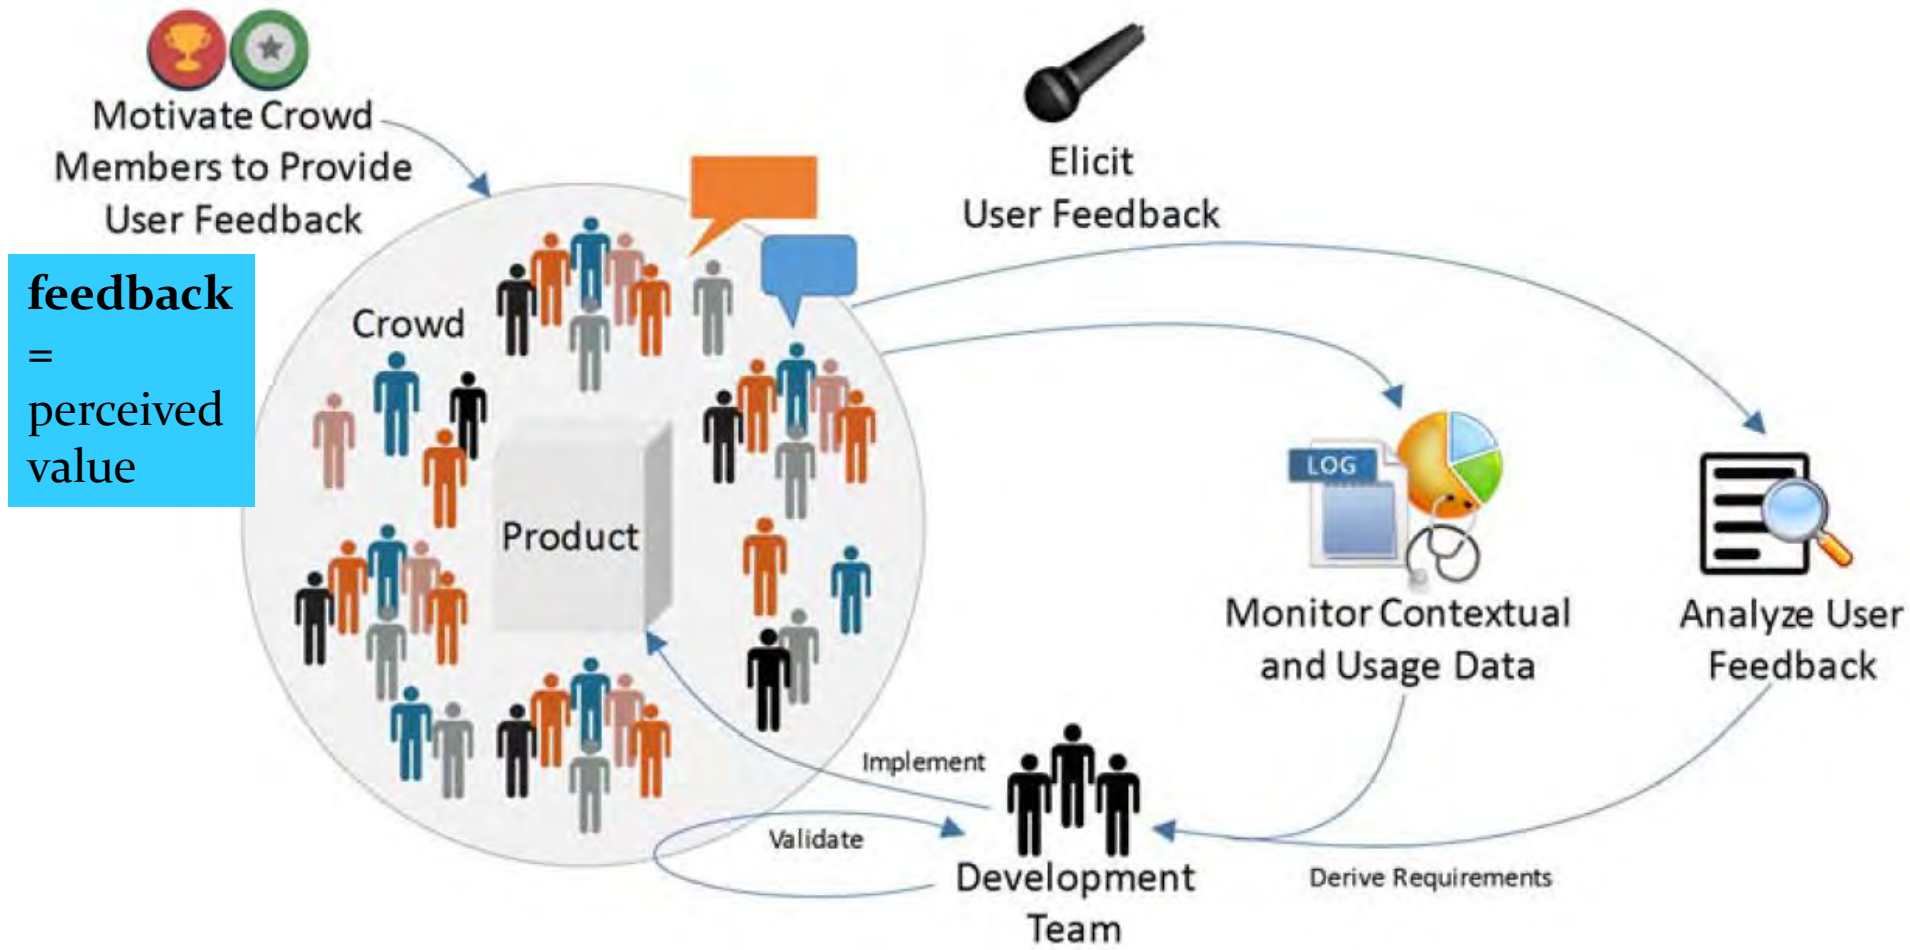 Motivate Crowd
Members to Provide
User Feedback
feedback
=
perceived
value
Crowd
Product
Elicit
User Feedback
LOG
Monitor Contextual
and Usage Data
Analyze User
Feedback
Implement
Validate
Development
Team
Derive Requirements